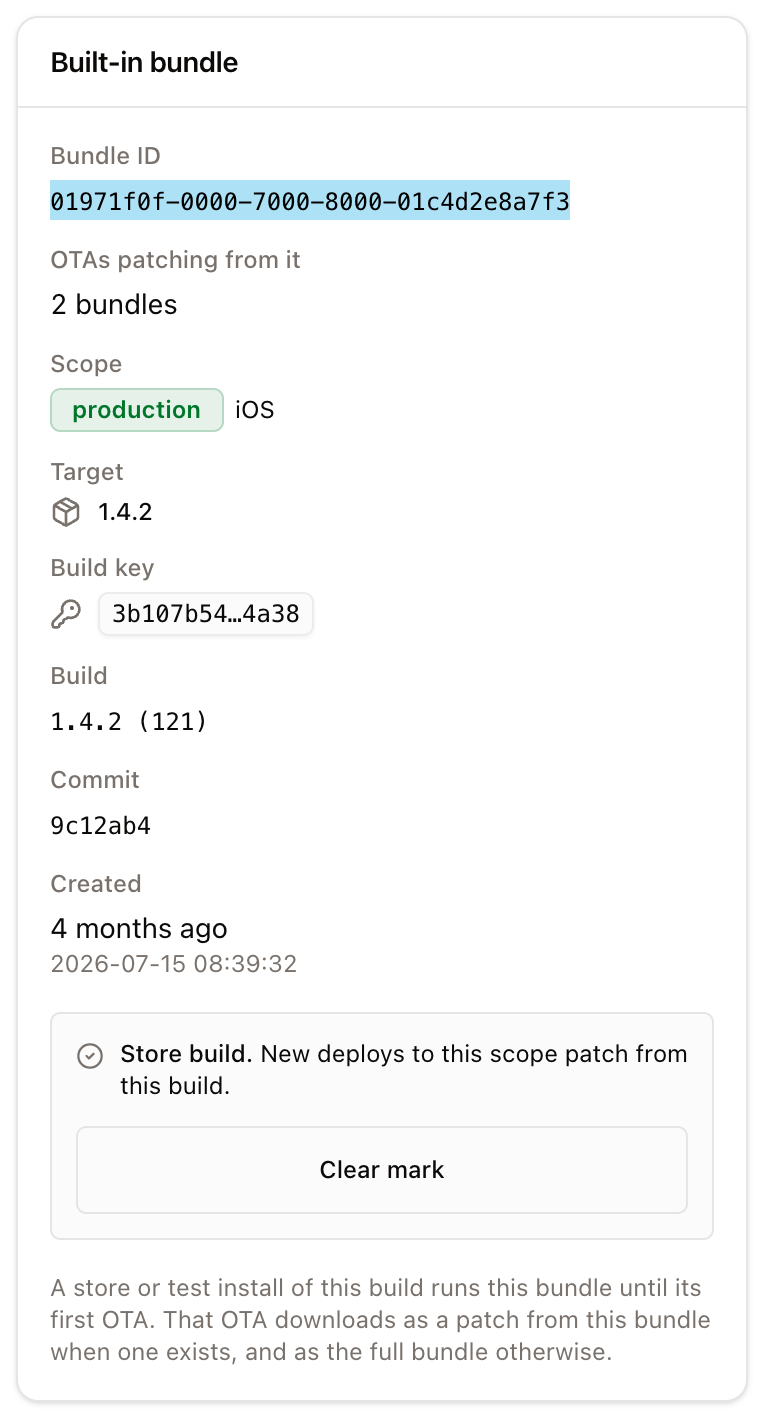 Built-in bundle
Bundle ID
01971f0f-0000-7000-8000-01c4d2e8a7f3
OTAs patching from it
2 bundles
Scope
production iOS
Target
1.4.2
Build key
3b107b54…4a38
Build
1.4.2 (121)
Commit
9c12ab4
Created
4 months ago
2026-07-15 08:39:32
Store build. New deploys to this scope patch from
this build.
Clear mark
A store or test install of this build runs this bundle until its
first OTA. That OTA downloads as a patch from this bundle
when one exists, and as the full bundle otherwise.